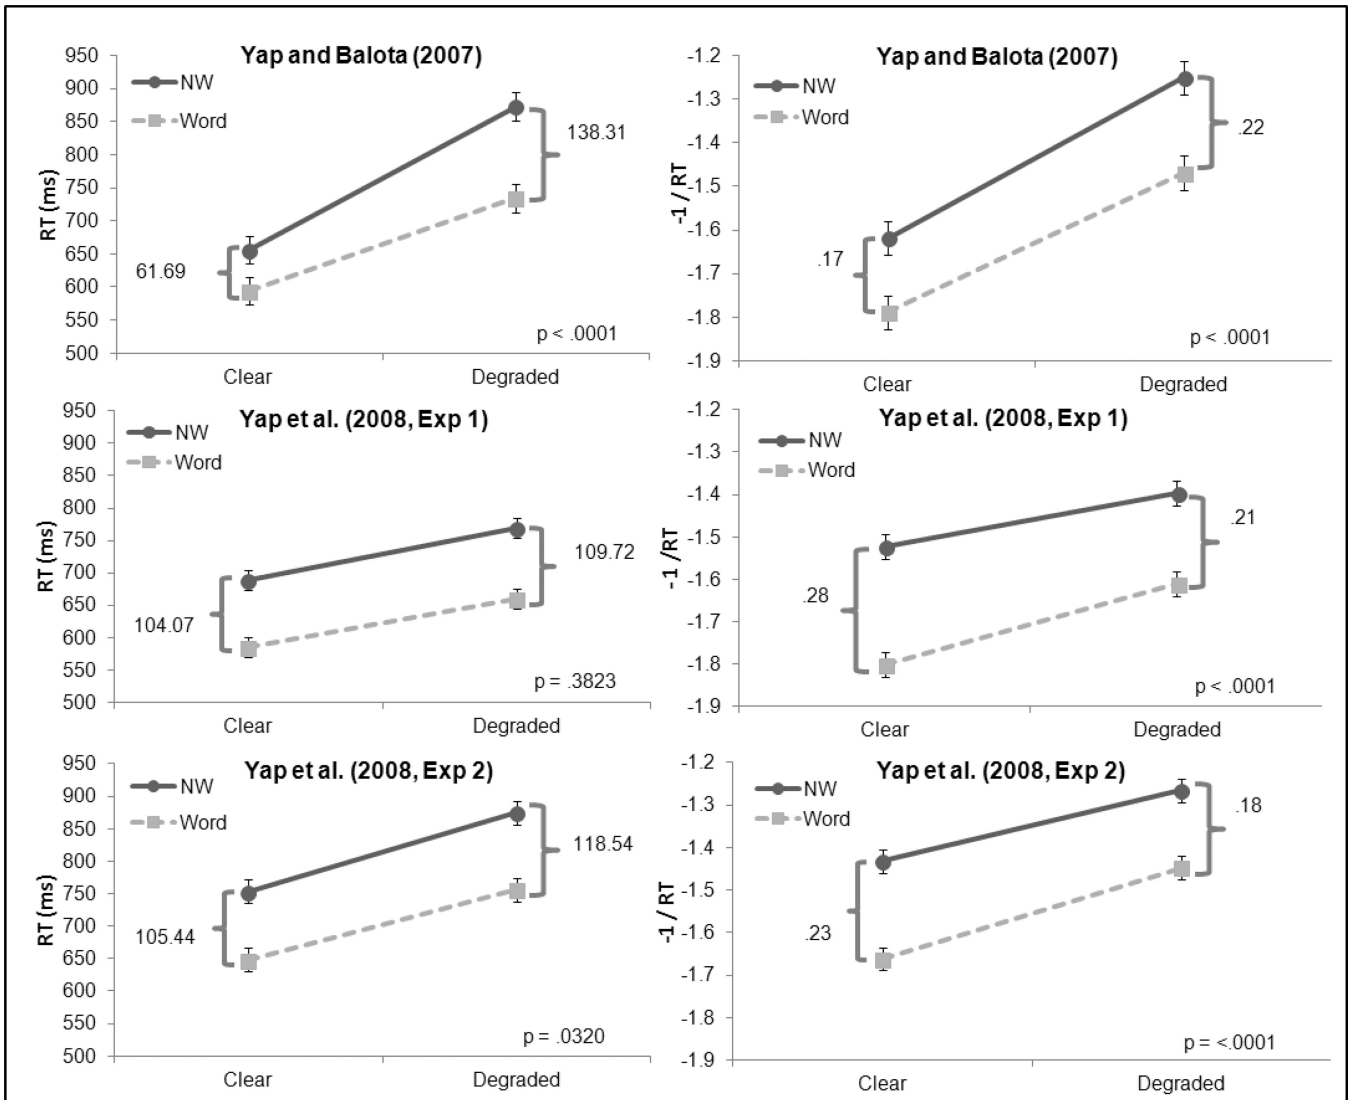 Yap and Balota (2007)
NW
Word
RT (ms)
950
900
850
800
750
700
650
600
550
500
61.69
138.31
p < .0001
Clear
Degraded
Yap and Balota (2007)
NW
Word
-1 / RT
-1.2
-1.3
-1.4
-1.5
-1.6
-1.7
-1.8
-1.9
.17
.22
p < .0001
Clear
Degraded
Yap et al. (2008, Exp 1)
NW
Word
RT (ms)
950
900
850
800
750
700
650
600
550
500
104.07
109.72
p = .3823
Clear
Degraded
Yap et al. (2008, Exp 1)
NW
Word
-1 /RT
-1.2
-1.3
-1.4
-1.5
-1.6
-1.7
-1.8
-1.9
.28
.21
p < .0001
Clear
Degraded
Yap et al. (2008, Exp 2)
NW
Word
RT (ms)
950
900
850
800
750
700
650
600
550
500
105.44
118.54
p = .0320
Clear
Degraded
Yap et al. (2008, Exp 2)
NW
Word
-1 / RT
-1.2
-1.3
-1.4
-1.5
-1.6
-1.7
-1.8
-1.9
.23
.18
p = <.0001
Clear
Degraded